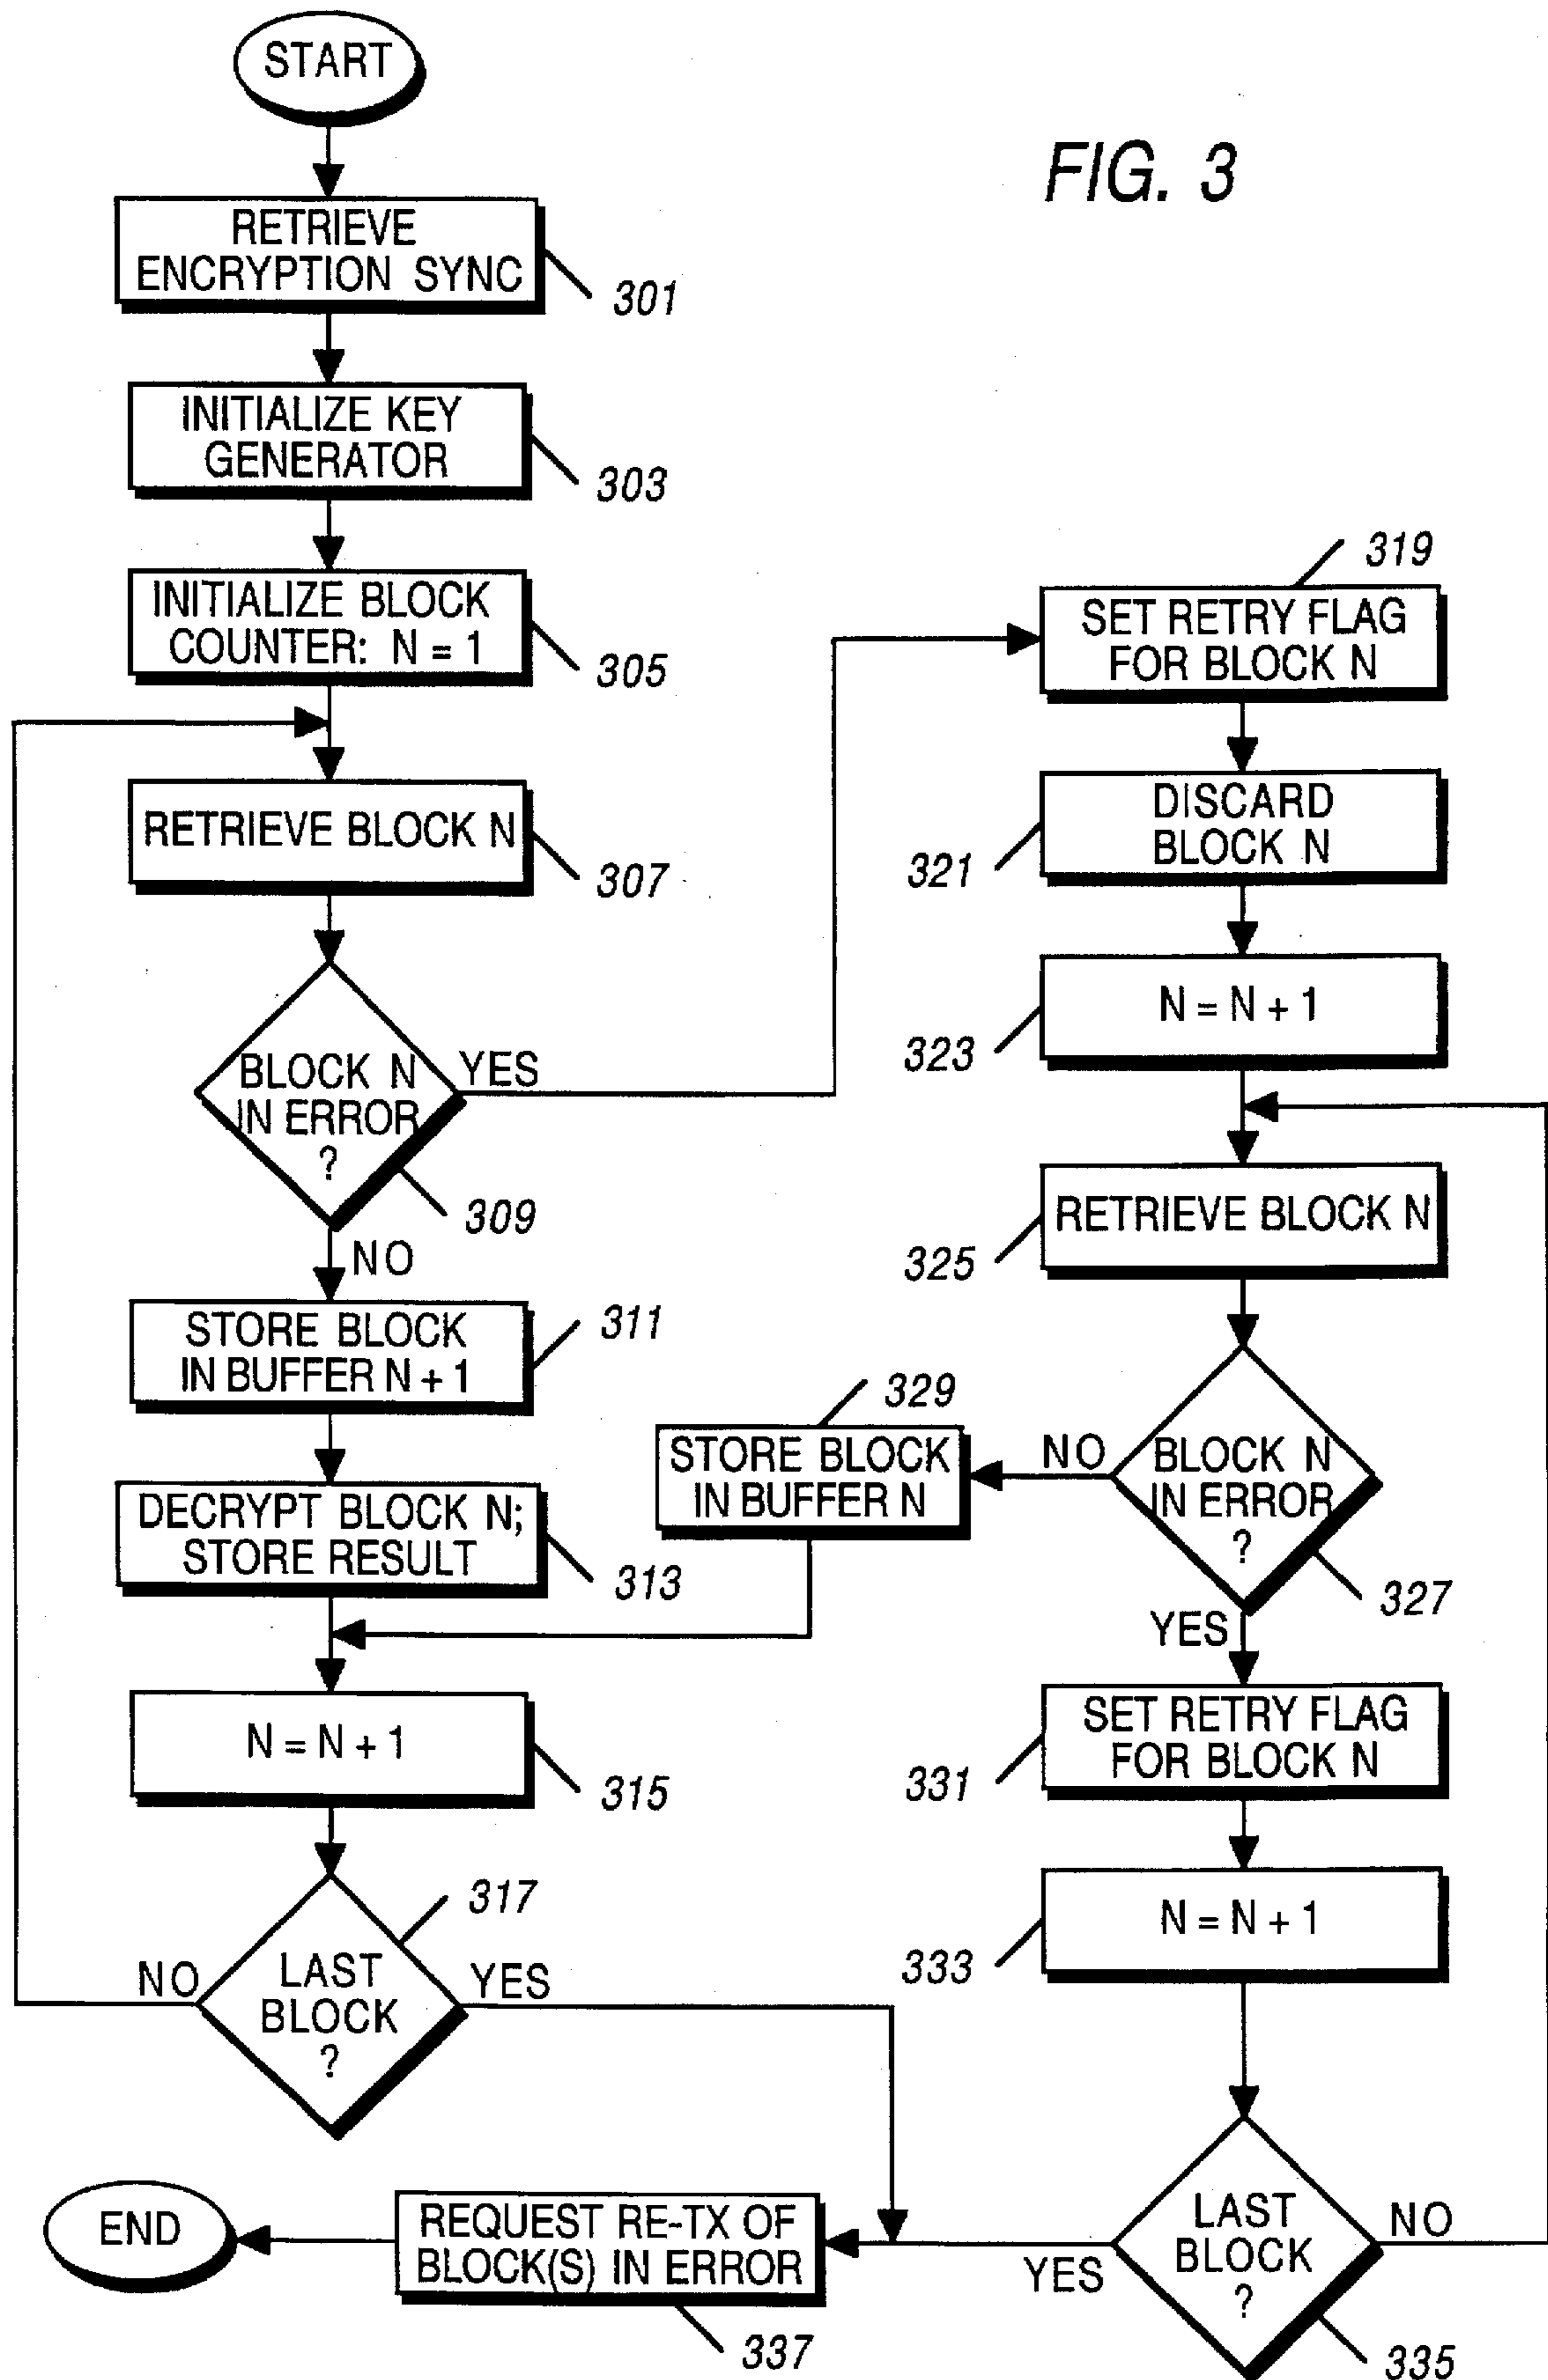 START
FIG. 3
RETRIEVE
ENCRYPTION SYNC
301
INITIALIZE KEY
GENERATOR
303
INITIALIZE BLOCK
COUNTER: N = 1
305
RETRIEVE BLOCK N
307
BLOCK N
IN ERROR
?
YES
309
NO
STORE BLOCK
IN BUFFER N + 1
311
DECRYPT BLOCK N;
STORE RESULT
313
N = N + 1
315
317
LAST
BLOCK
?
NO
YES
319
SET RETRY FLAG
FOR BLOCK N
DISCARD
BLOCK N
321
N = N + 1
323
RETRIEVE BLOCK N
325
BLOCK N
IN ERROR
?
327
NO
329
STORE BLOCK
IN BUFFER N
YES
SET RETRY FLAG
FOR BLOCK N
331
N = N + 1
333
LAST
BLOCK
?
NO
YES
335
REQUEST RE-TX OF
BLOCK(S) IN ERROR
337
END